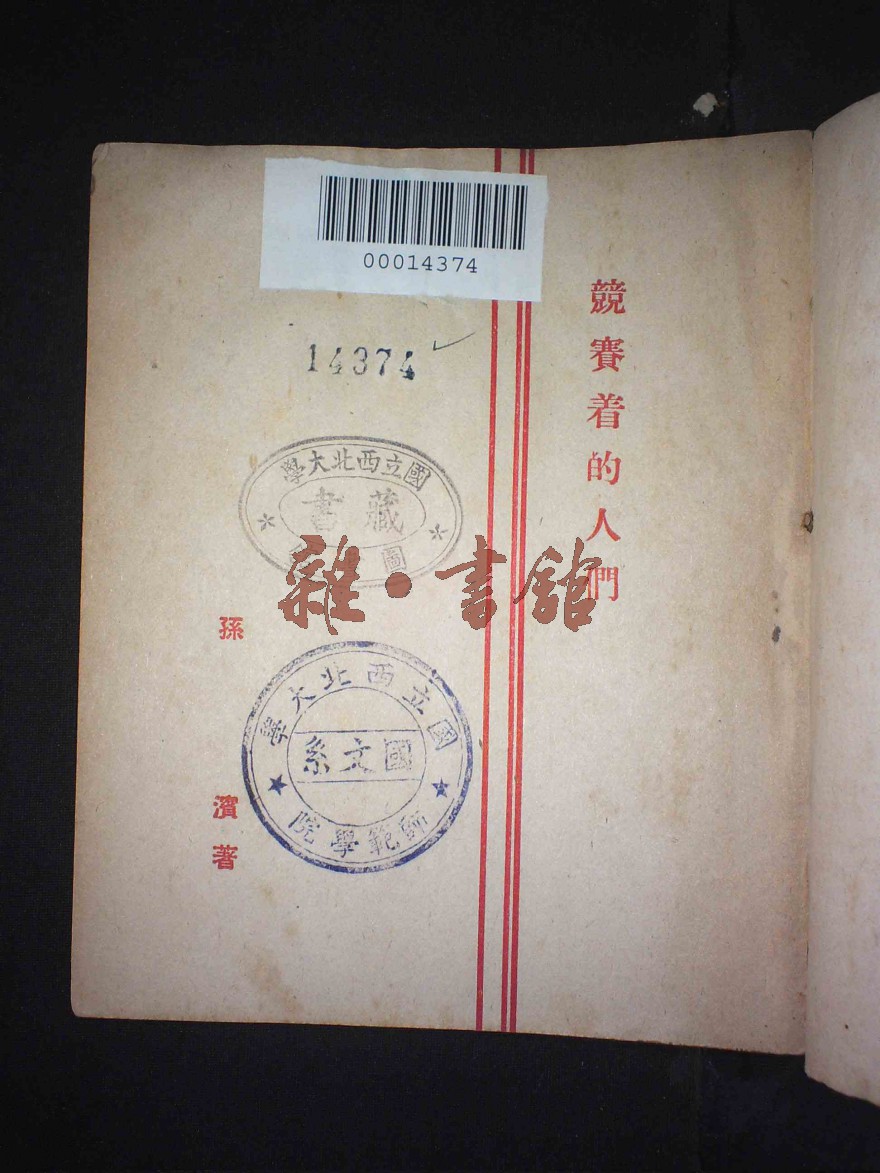 00014374
競賽着的人們
14374
國立西北大學
藏書
圖
雜·書館
孫濱著
國立西北大學
國文系
師範學院